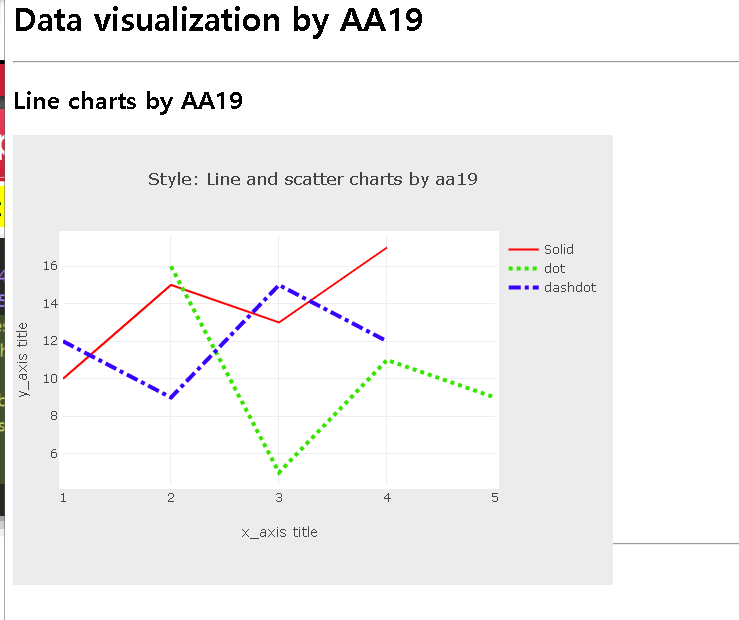 Data visualization by AA19
Line charts by AA19
Style: Line and scatter charts by aa19
Solid
dot
dashdot
16
14
12
10
8
6
y_axis title
1 2 3 4 5
x_axis title